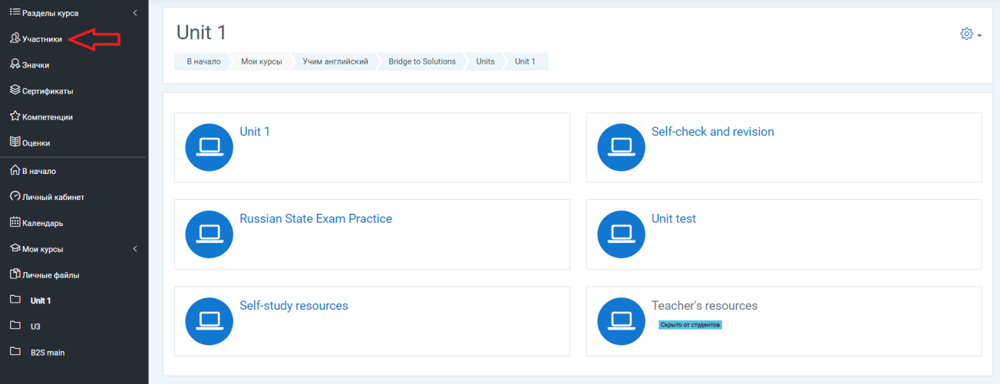 Разделы курса
Участники
Значки
Сертификаты
Компетенции
Оценки
В начало
Личный кабинет
Календарь
Мои курсы
Личные файлы
Unit 1
U3
B2S main
Unit 1
В начало Мои курсы Учим английский Bridge to Solutions Units Unit 1
Unit 1
Self-check and revision
Russian State Exam Practice
Unit test
Self-study resources
Teacher's resources
Скрыто от студентов